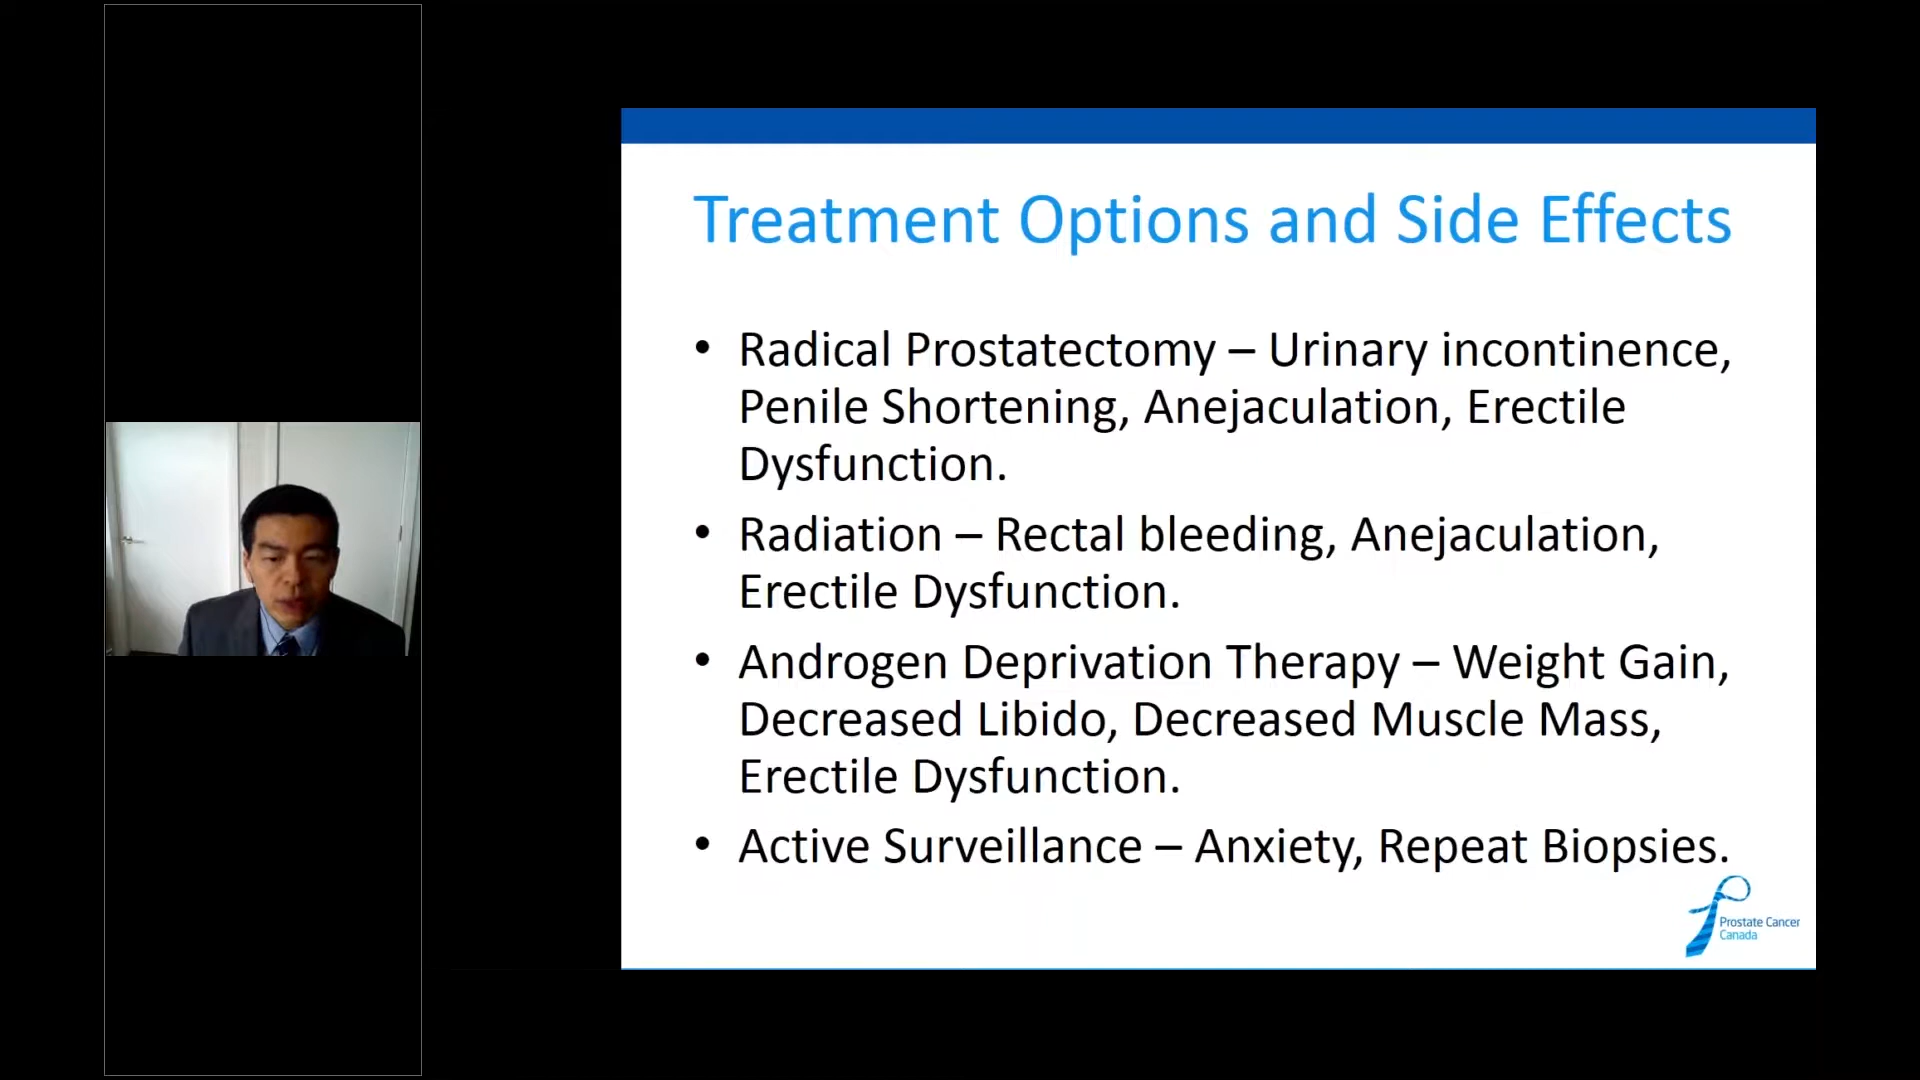 Treatment Options and Side Effects
• Radical Prostatectomy – Urinary incontinence,
Penile Shortening, Anejaculation, Erectile
Dysfunction.
• Radiation – Rectal bleeding, Anejaculation,
Erectile Dysfunction.
• Androgen Deprivation Therapy – Weight Gain,
Decreased Libido, Decreased Muscle Mass,
Erectile Dysfunction.
• Active Surveillance – Anxiety, Repeat Biopsies.
Prostate Cancer
Canada